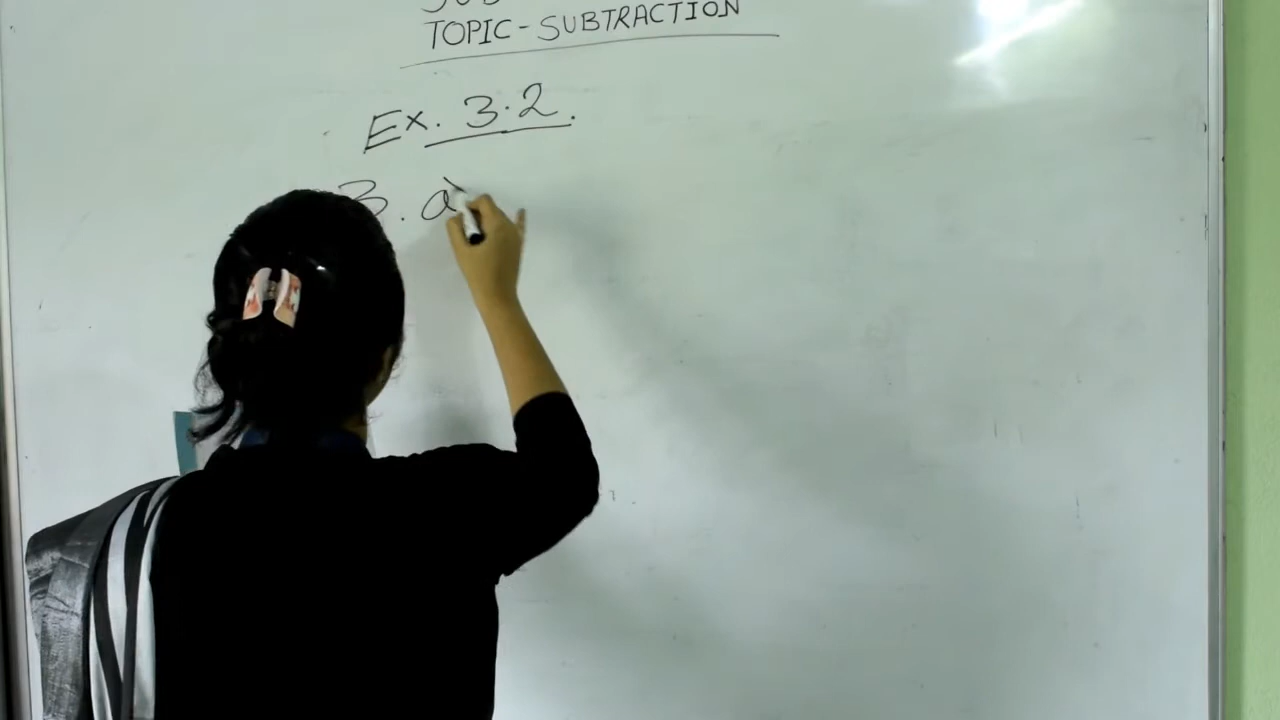 TOPIC-SUBTRACTION
Ex. 3.2.
3. a)